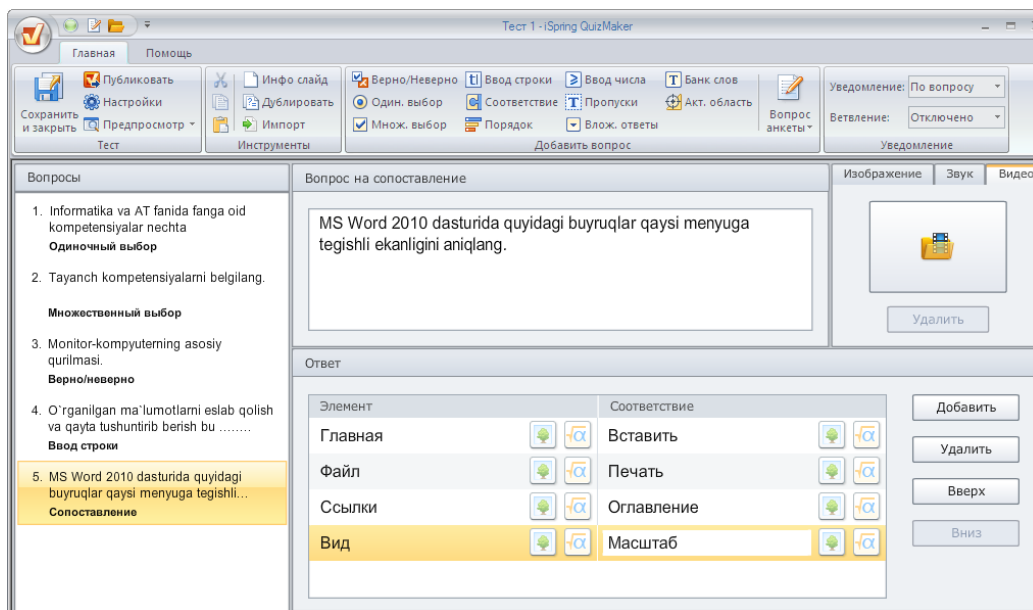 Тест 1 - iSpring QuizMaker
Главная Помощь
Сохранить и закрыть
Публиковать
Настройки
Предпросмотр
Тест
Инфо слайд
Дублировать
Импорт
Инструменты
Верно/Неверно Ввод строки Ввод числа Банк слов
Один. выбор Соответствие Пропуски Акт. область
Множ. выбор Порядок Влож. ответы
Вопрос анкеты
Добавить вопрос
Уведомление: По вопросу
Ветвление: Отключено
Уведомление
Вопросы
1. Informatika va AT fanida fanga oid
kompetensiyalar nechta
Одиночный выбор
2. Tayanch kompetensiyalarni belgilang.
Множественный выбор
3. Monitor-kompyuterning asosiy
qurilmasi.
Верно/неверно
4. O`rganilgan ma`lumotlarni eslab qolish
va qayta tushuntirib berish bu ........
Ввод строки
5. MS Word 2010 dasturida quyidagi
buyruqlar qaysi menyuga tegishli...
Сопоставление
Вопрос на сопоставление
MS Word 2010 dasturida quyidagi buyruqlar qaysi menyuga
tegishli ekanligini aniqlang.
Изображение Звук Видео
Удалить
Ответ
Элемент Соответствие
Главная Вставить
Файл Печать
Ссылки Оглавление
Вид Масштаб
Добавить
Удалить
Вверх
Вниз